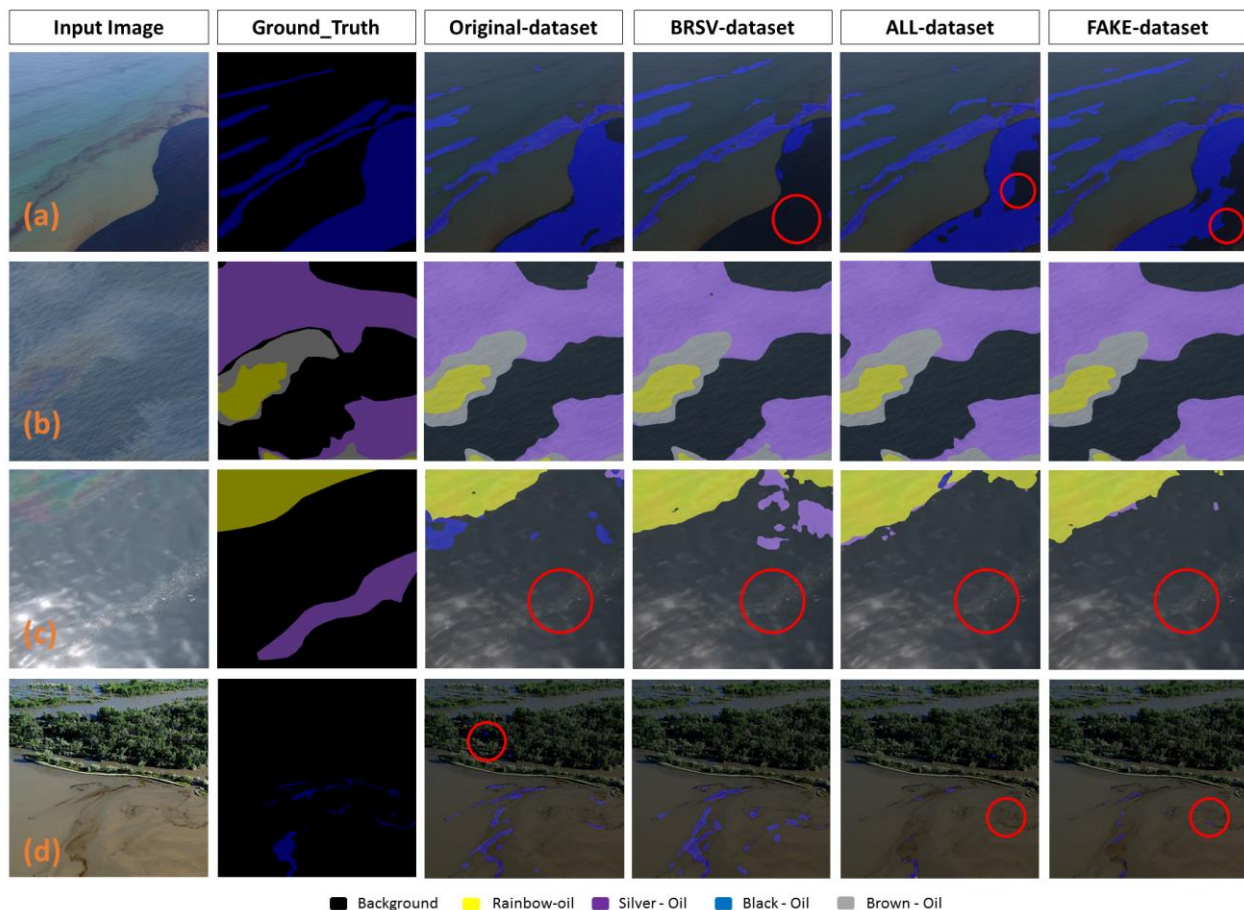 Input Image
Ground_Truth
Original-dataset
BRSV-dataset
ALL-dataset
FAKE-dataset
(a)
(b)
(c)
(d)
Background
Rainbow-oil
Silver - Oil
Black - Oil
Brown - Oil